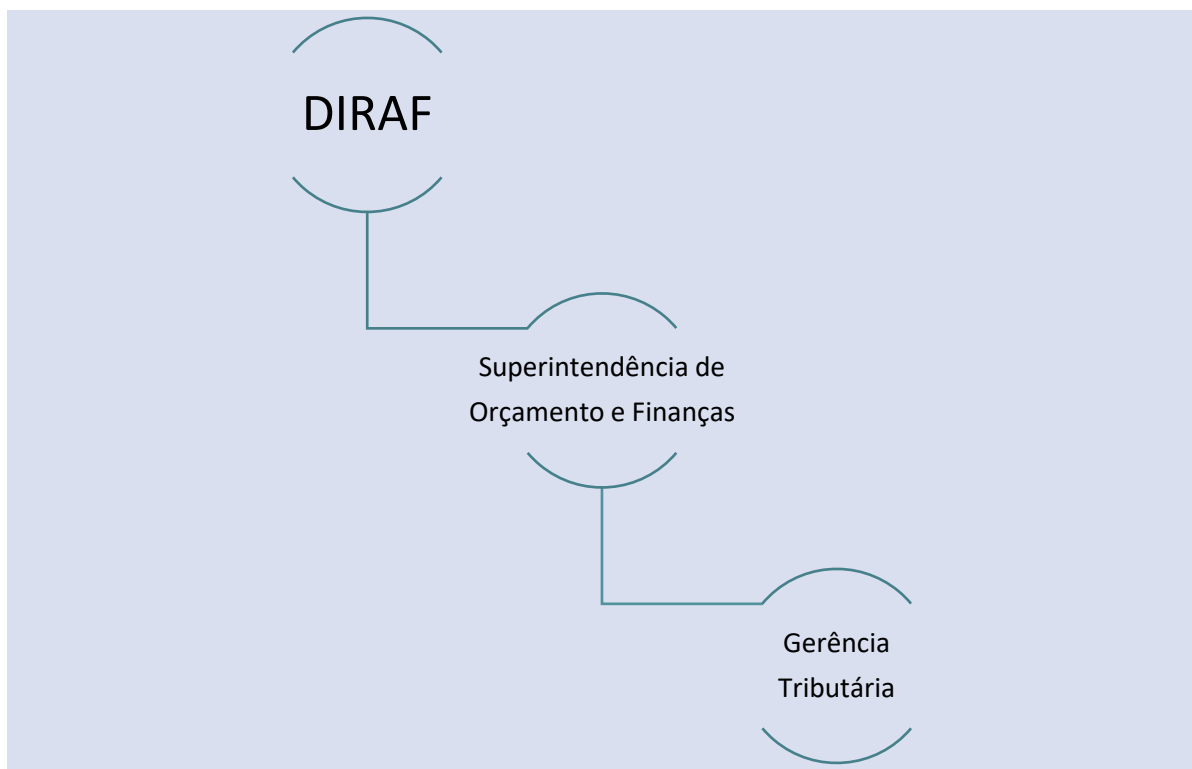 DIRAF
Superintendência de
Orçamento e Finanças
Gerência
Tributária